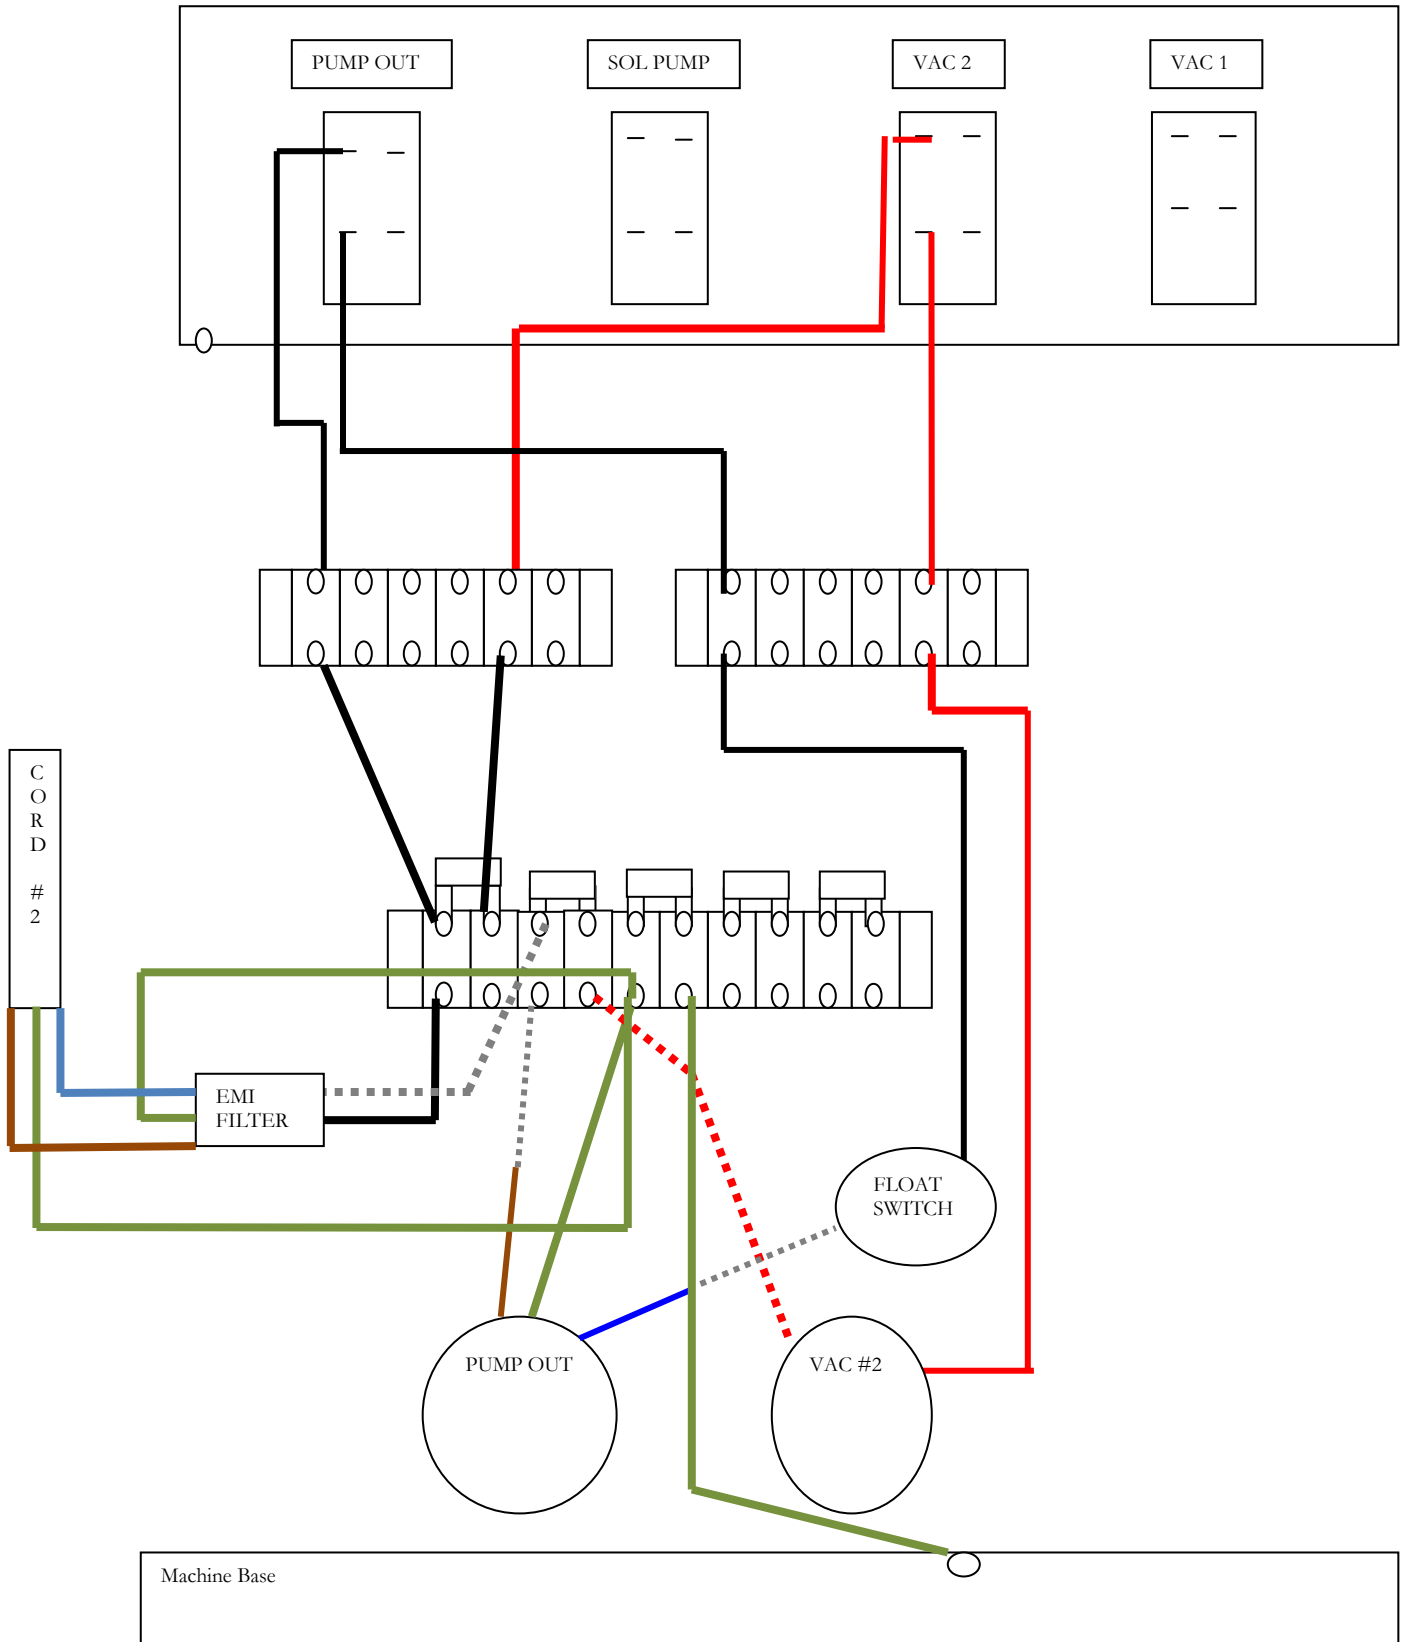 PUMP OUT
SOL PUMP
VAC 2
VAC 1
C
O
R
D
#
2
EMI
FILTER
FLOAT
SWITCH
PUMP OUT
VAC #2
Machine Base